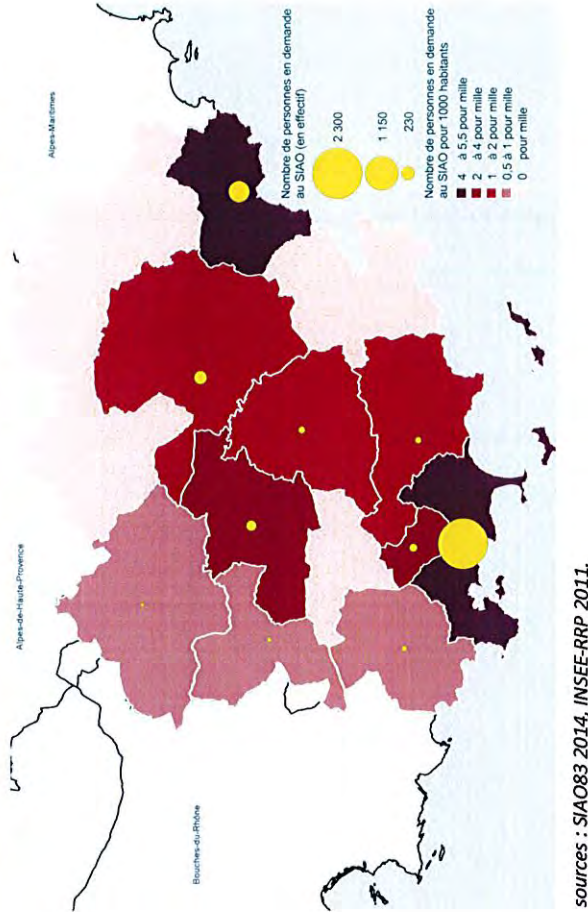 Alpes-de-Haute-Provence
Alpes-Maritimes
Bouches-du-Rhône
Nombre de personnes en demande
au SIAO (en effectif)
2 300
1 150
230
Nombre de personnes en demande
au SIAO pour 1000 habitants
4 à 5,5 pour mille
2 à 4 pour mille
1 à 2 pour mille
0,5 à 1 pour mille
0 pour mille
sources : SIAO83 2014, INSEE-RRP 2011.